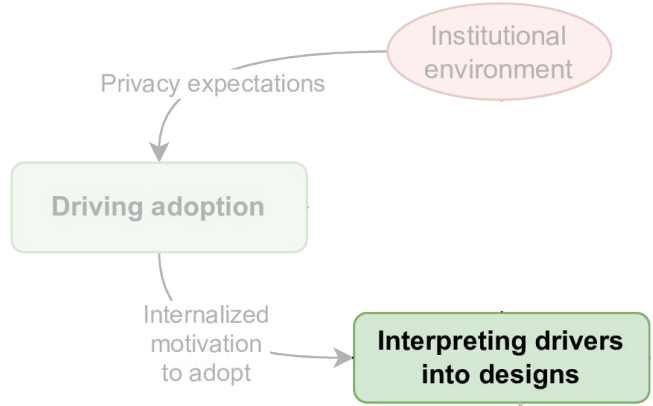 Institutional
environment
Privacy expectations
Driving adoption
Internalized
motivation
to adopt
Interpreting drivers
into designs